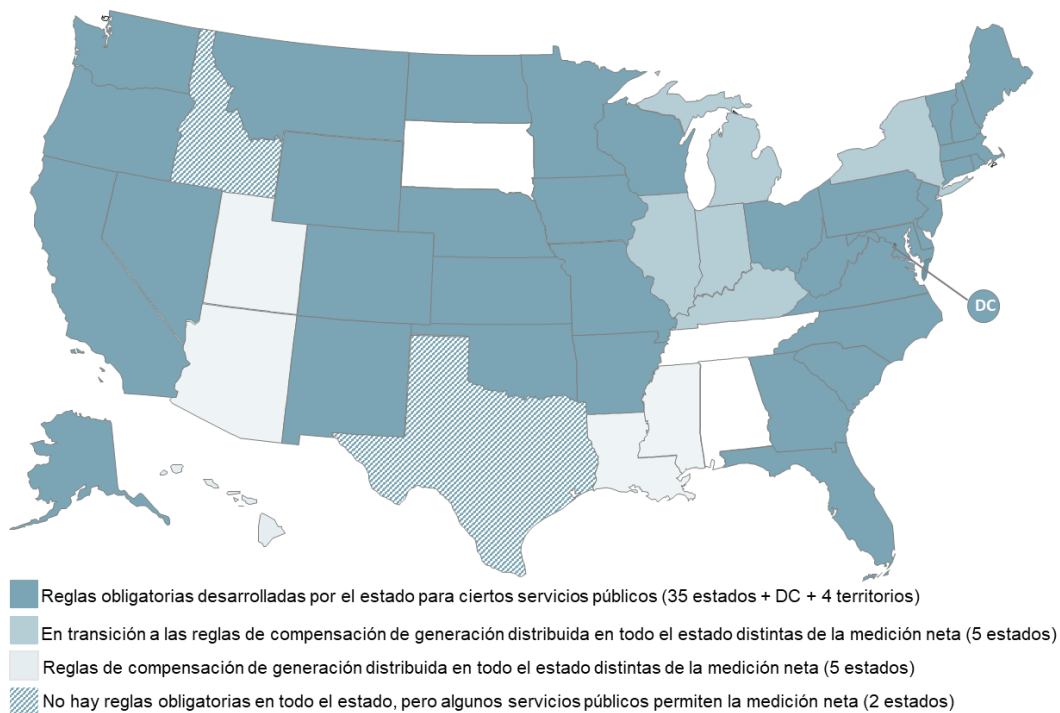 DC
Reglas obligatorias desarrolladas por el estado para ciertos servicios públicos (35 estados + DC + 4 territorios)
En transición a las reglas de compensación de generación distribuida en todo el estado distintas de la medición neta (5 estados)
Reglas de compensación de generación distribuida en todo el estado distintas de la medición neta (5 estados)
No hay reglas obligatorias en todo el estado, pero algunos servicios públicos permiten la medición neta (2 estados)